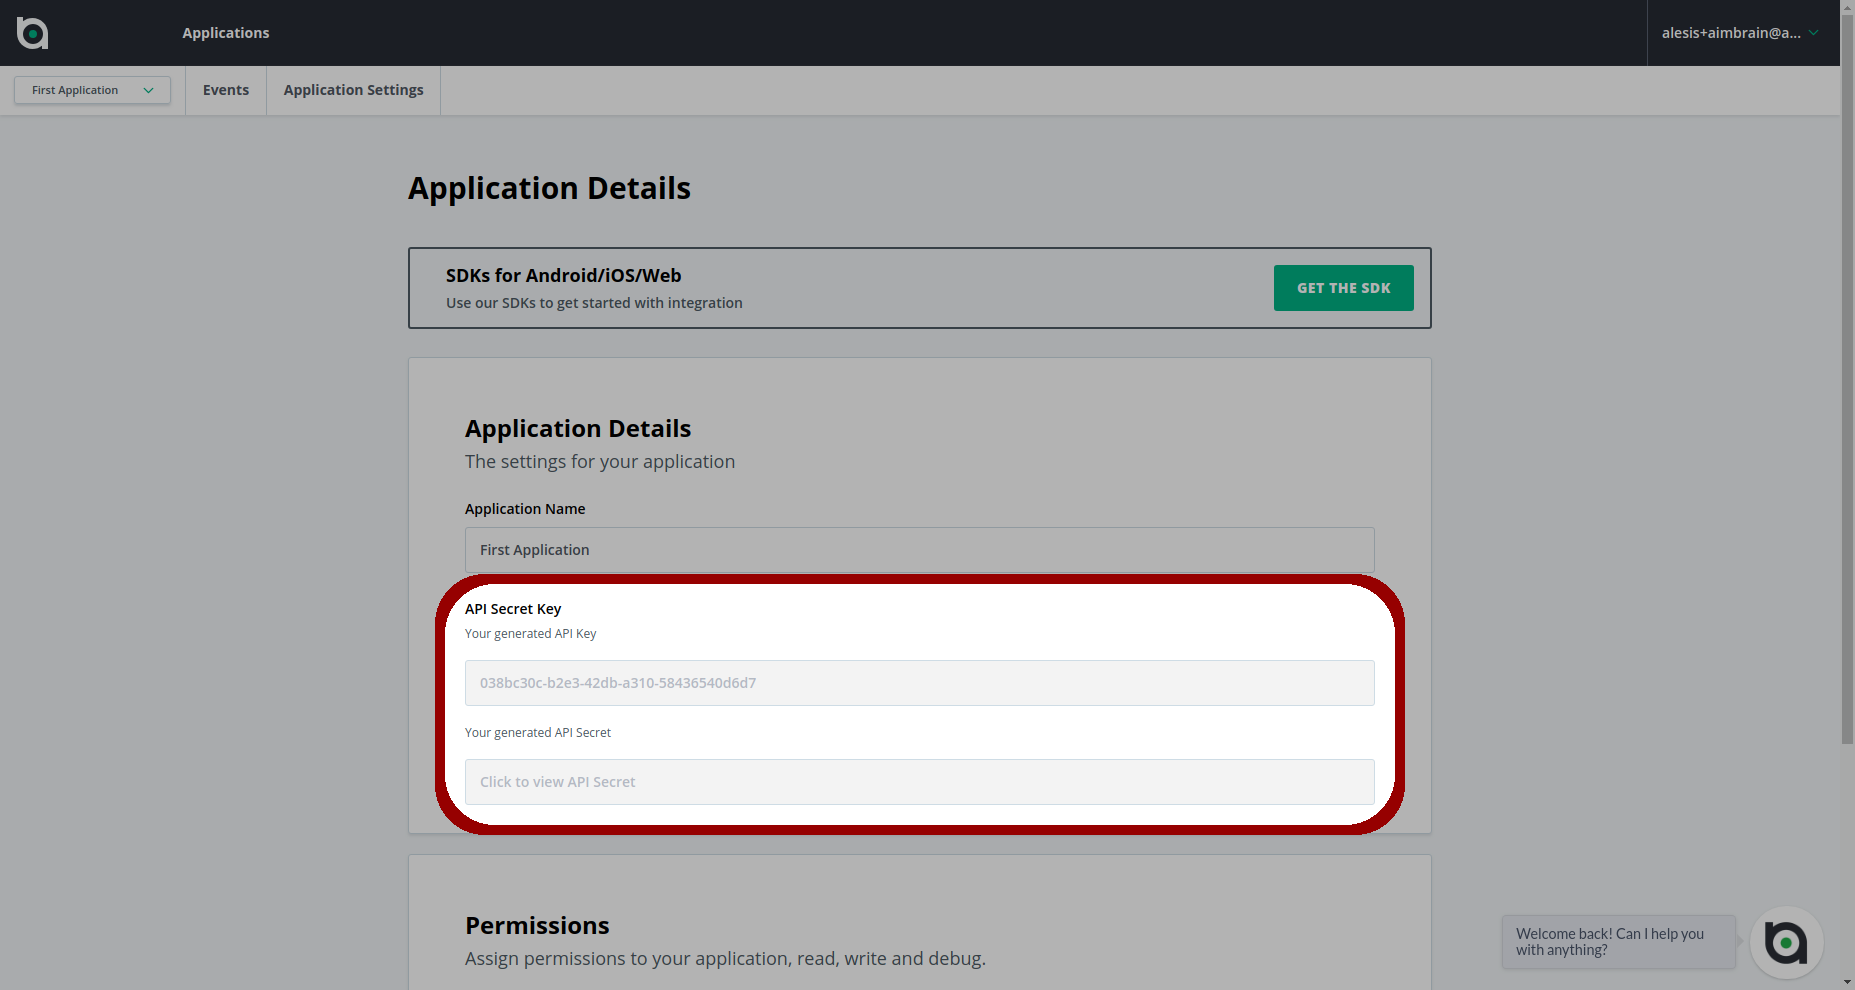 Applications
alesis+aimbrain@a...
First Application
Events
Application Settings
Application Details
SDKs for Android/iOS/Web
Use our SDKs to get started with integration
GET THE SDK
Application Details
The settings for your application
Application Name
First Application
API Secret Key
Your generated API Key
038bc30c-b2e3-42db-a310-58436540d6d7
Your generated API Secret
Click to view API Secret
Permissions
Assign permissions to your application, read, write and debug.
Welcome back! Can I help you
with anything?